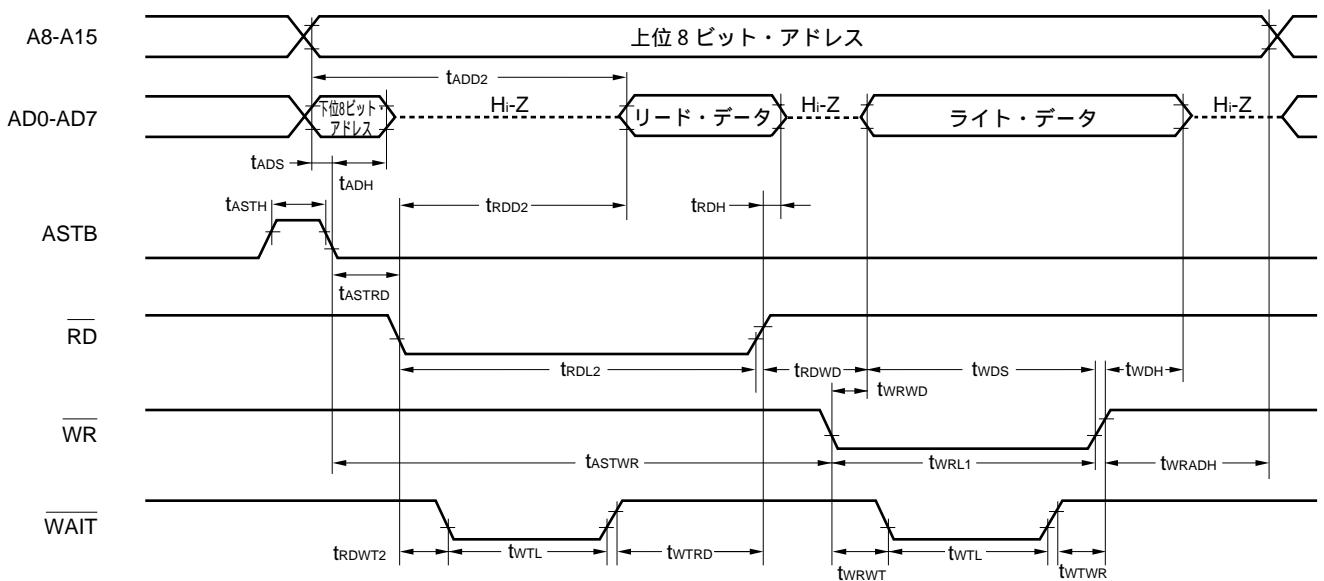 A8-A15
上位8ビット・アドレス
tADD2
AD0-AD7
下位8ビット・
アドレス
Hi-Z
リード・データ
Hi-Z
ライト・データ
Hi-Z
tADS
tADH
tASTH
tRDD2
tRDH
ASTB
tASTRD
RD
tRDL2
tRDWD
tWDS
tWDH
tWRWD
WR
tASTWR
tWRL1
tWRADH
WAIT
tRDWT2
tWTL
tWTRD
tWRWT
tWTL
tWTWR